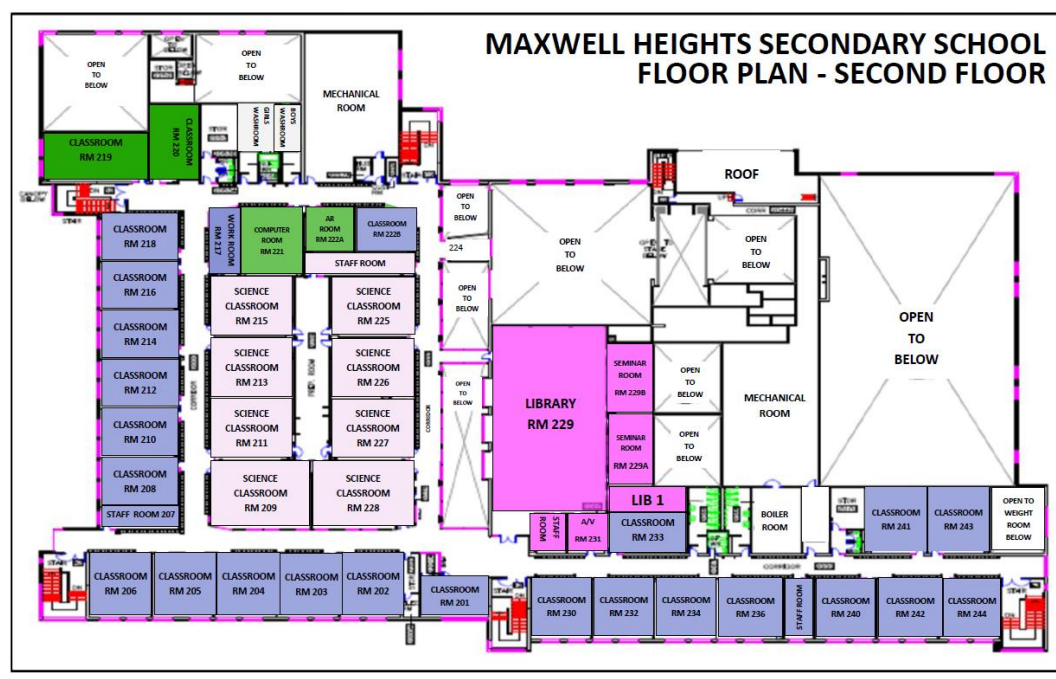 MAXWELL HEIGHTS SECONDARY SCHOOL
FLOOR PLAN - SECOND FLOOR
OPEN
TO
BELOW
OPEN
TO
BELOW
MECHANICAL
ROOM
GIRLS
WASHROOM
BOYS
WASHROOM
CLASSROOM
RM 219
CLASSROOM
RM 220
ROOF
CLASSROOM
RM 218
WORK ROOM
RM 217
COMPUTER
ROOM
RM 221
AR
ROOM
RM 222A
CLASSROOM
RM 222B
STAFF ROOM
OPEN
TO
BELOW
224
OPEN
TO
BELOW
OPEN
TO
BELOW
OPEN
TO
BELOW
OPEN
TO
BELOW
CLASSROOM
RM 216
SCIENCE
CLASSROOM
RM 215
SCIENCE
CLASSROOM
RM 225
CLASSROOM
RM 214
CLASSROOM
RM 212
SCIENCE
CLASSROOM
RM 213
SCIENCE
CLASSROOM
RM 226
PREP. ROOM
CORRIDOR
CLASSROOM
RM 210
SCIENCE
CLASSROOM
RM 211
SCIENCE
CLASSROOM
RM 227
OPEN
TO
BELOW
CORRIDOR
LIBRARY
RM 229
SEMINAR
ROOM
RM 229B
OPEN
TO
BELOW
MECHANICAL
ROOM
SEMINAR
ROOM
RM 229A
OPEN
TO
BELOW
CLASSROOM
RM 208
STAFF ROOM 207
SCIENCE
CLASSROOM
RM 209
SCIENCE
CLASSROOM
RM 228
LIB 1
STAFF
ROOM
A/V
RM 231
CLASSROOM
RM 233
BOILER
ROOM
CLASSROOM
RM 241
CLASSROOM
RM 243
OPEN TO
WEIGHT
ROOM
BELOW
CORRIDOR
CLASSROOM
RM 206
CLASSROOM
RM 205
CLASSROOM
RM 204
CLASSROOM
RM 203
CLASSROOM
RM 202
CLASSROOM
RM 201
CLASSROOM
RM 230
CLASSROOM
RM 232
CLASSROOM
RM 234
CLASSROOM
RM 236
STAFF ROOM
CLASSROOM
RM 240
CLASSROOM
RM 242
CLASSROOM
RM 244